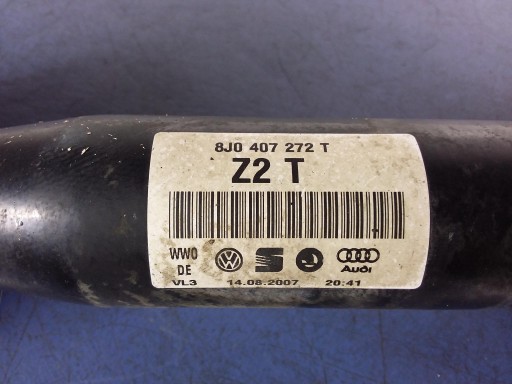 8J0 407 272 T
Z2 T
WWO
DE
Audi
VL3 14.08.2007 20:41